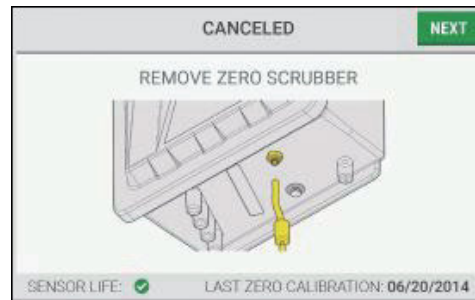 CANCELED
NEXT
REMOVE ZERO SCRUBBER
SENSOR LIFE:
LAST ZERO CALIBRATION: 06/20/2014